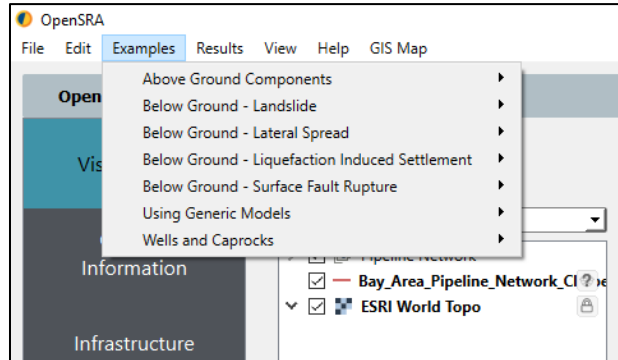 OpenSRA
File Edit Examples Results View Help GIS Map
Above Ground Components
Open
Below Ground - Landslide
Below Ground - Lateral Spread
Vis
Below Ground - Liquefaction Induced Settlement
Below Ground - Surface Fault Rupture
Using Generic Models
Wells and Caprocks
Pipeline Network
Information
Bay_Area_Pipeline_Network_Cl
ESRI World Topo
Infrastructure